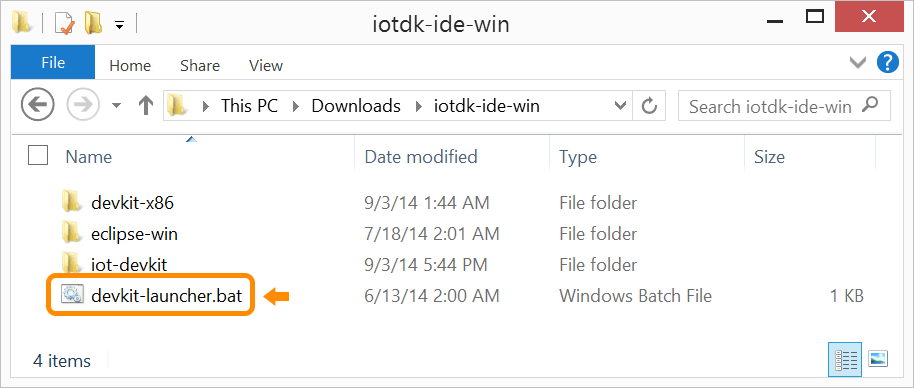 iotdk-ide-win
File Home Share View
This PC Downloads iotdk-ide-win Search iotdk-ide-win
Name Date modified Type Size
devkit-x86 9/3/14 1:44 AM File folder
eclipse-win 7/18/14 2:01 AM File folder
iot-devkit 9/3/14 5:44 PM File folder
devkit-launcher.bat 6/13/14 2:00 AM Windows Batch File 1 KB
4 items